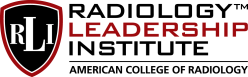 RLI
RADIOLOGY™
LEADERSHIP
INSTITUTE
AMERICAN COLLEGE OF RADIOLOGY